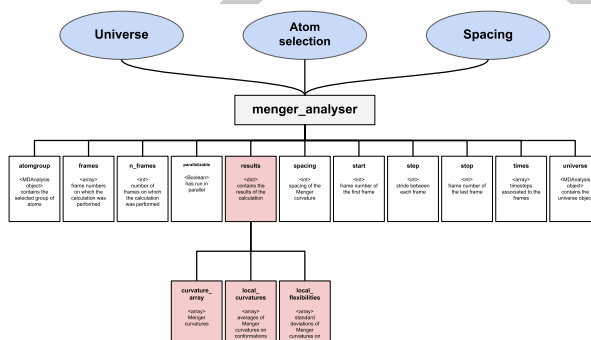 Universe
Atom
selection
Spacing
menger_analyser
atomgroup
<MDAnalysis
object>
contains the
selected group of
atoms
frames
<array>
frame numbers
on which the
calculation was
performed
n_frames
<int>
number of
frames on which
the calculation
was performed
parallelizable
<Boolean>
has run in
parallel
results
<dict>
contains the
results of the
calculation
spacing
<int>
spacing of the
Menger
curvature
start
<int>
frame number of
the first frame
step
<int>
stride between
each frame
stop
<int>
frame number of
the last frame
times
<array>
timesteps
associated to the
frames
universe
<MDAnalysis
object>
contains the
universe object
curvature_
array
<array>
Menger
curvatures
local_
curvatures
<array>
averages of
Menger
curvatures on
conformations
local_
flexibilities
<array>
standard
deviations of
Menger
curvatures on